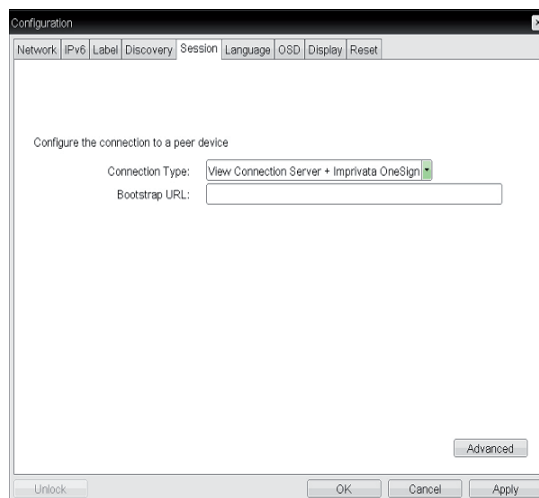 Configuration
Network IPv6 Label Discovery Session Language OSD Display Reset
Configure the connection to a peer device
Connection Type: View Connection Server + Imprivata OneSign
Bootstrap URL:
Advanced
Unlock OK Cancel Apply